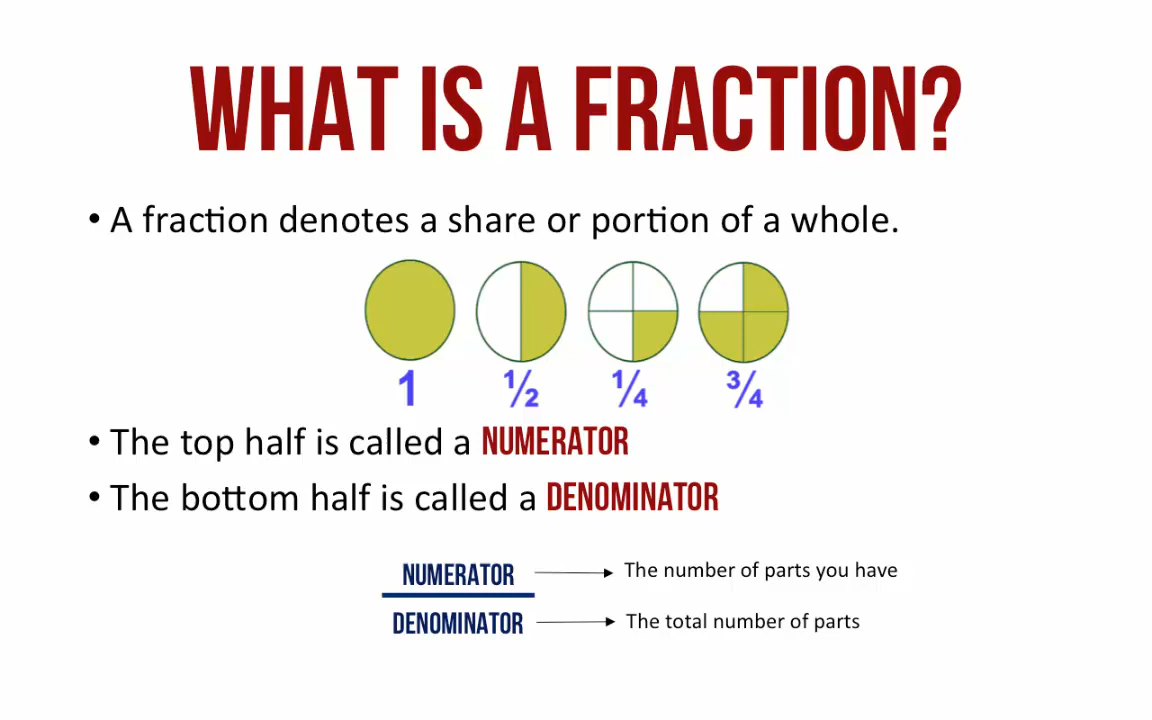 WHAT IS A FRACTION?
• A fraction denotes a share or portion of a whole.
1 ½ ¼ ¾
• The top half is called a NUMERATOR
• The bottom half is called a DENOMINATOR
NUMERATOR The number of parts you have
DENOMINATOR The total number of parts